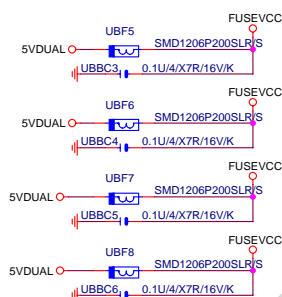 FUSEVCC
UBF5
5VDUAL SMD1206P200SLR/S
UBBC3 0.1U/4/X7R/16V/K
FUSEVCC
UBF6
5VDUAL SMD1206P200SLR/S
UBBC4 0.1U/4/X7R/16V/K
FUSEVCC
UBF7
5VDUAL SMD1206P200SLR/S
UBBC5 0.1U/4/X7R/16V/K
FUSEVCC
UBF8
5VDUAL SMD1206P200SLR/S
UBBC6 0.1U/4/X7R/16V/K